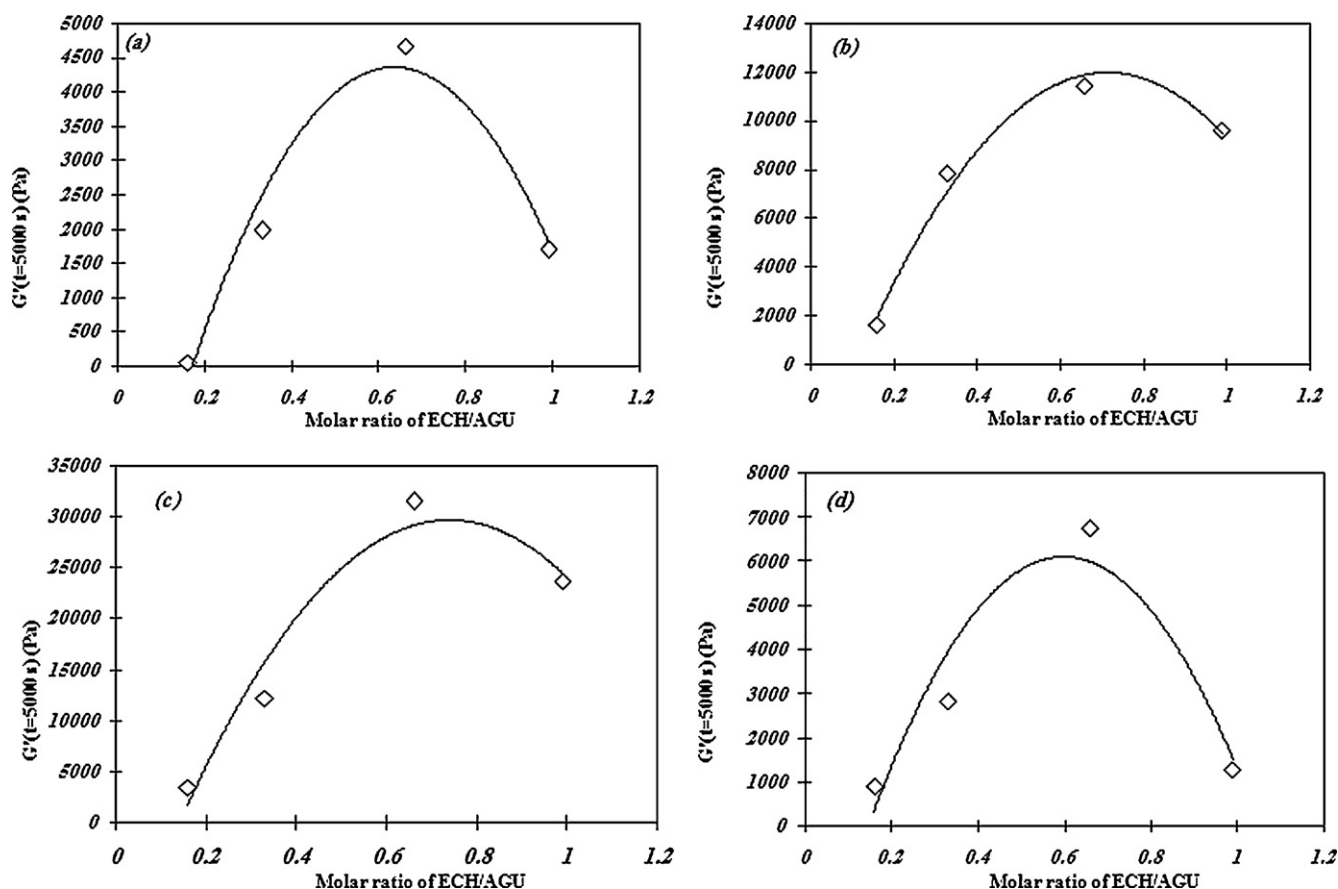 (a)
5000
4500
4000
3500
3000
2500
2000
1500
1000
500
0
G'(t=5000 s) (Pa)
0 0.2 0.4 0.6 0.8 1 1.2
Molar ratio of ECH/AGU
(b)
14000
12000
10000
8000
6000
4000
2000
0
G'(t=5000 s) (Pa)
0 0.2 0.4 0.6 0.8 1 1.2
Molar ratio of ECH/AGU
(c)
35000
30000
25000
20000
15000
10000
5000
0
G'(t=5000 s) (Pa)
0 0.2 0.4 0.6 0.8 1 1.2
Molar ratio of ECH/AGU
(d)
8000
7000
6000
5000
4000
3000
2000
1000
0
G'(t=5000 s) (Pa)
0 0.2 0.4 0.6 0.8 1 1.2
Molar ratio of ECH/AGU